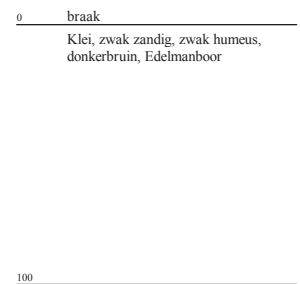 0 braak
Klei, zwak zandig, zwak humeus,
donkerbruin, Edelmanboor
100